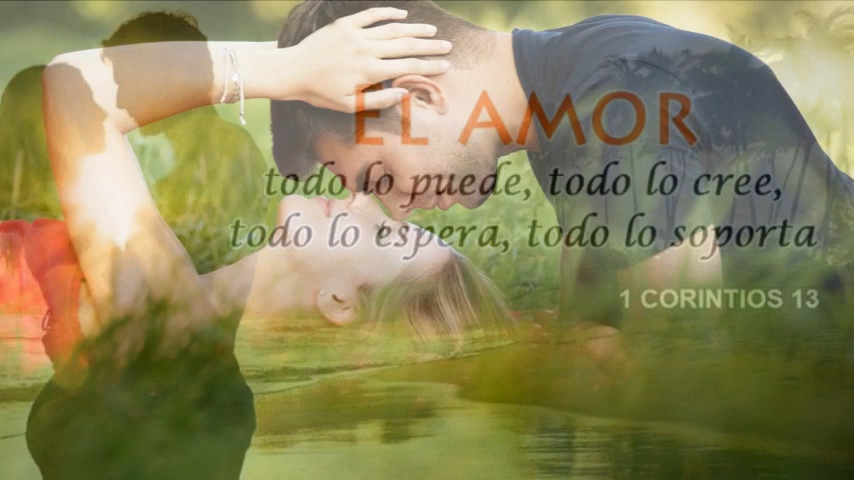 EL AMOR
todo lo puede, todo lo cree,
todo lo espera, todo lo soporta
1 CORINTIOS 13